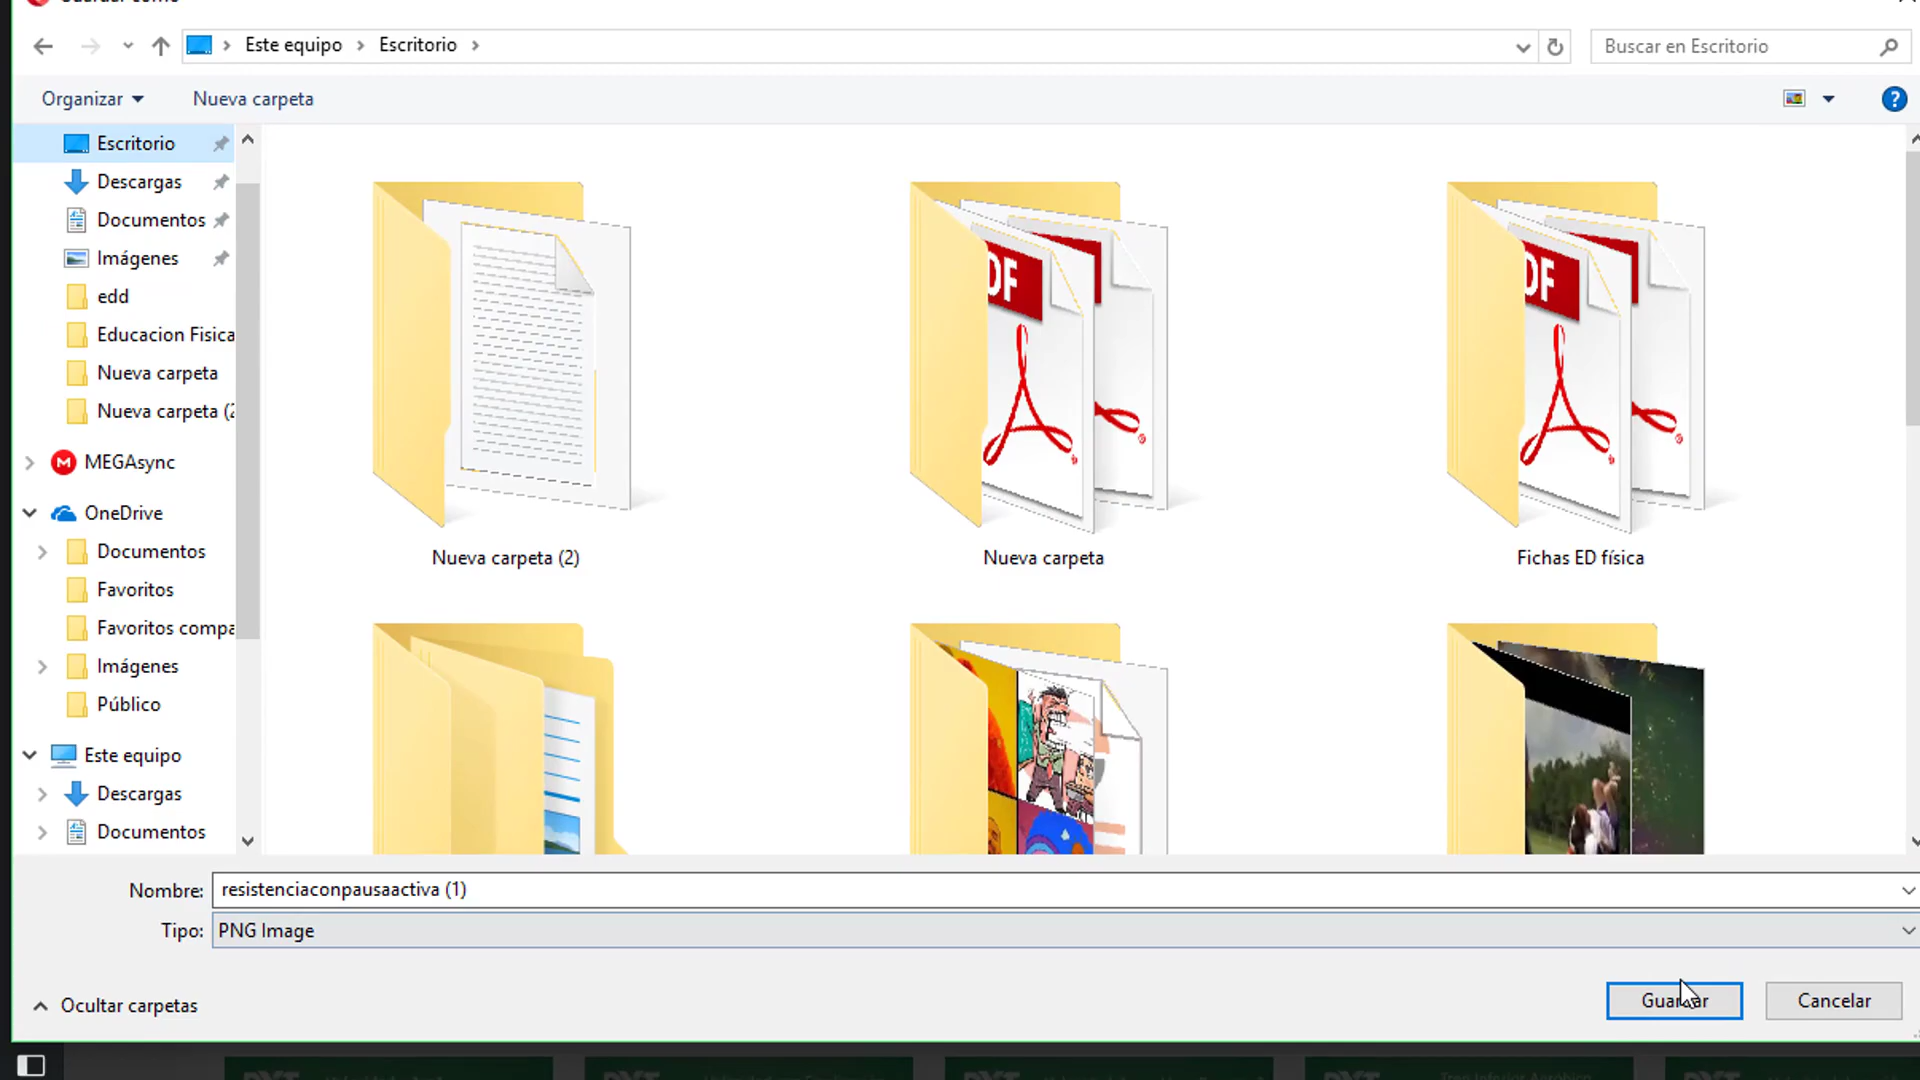 Este equipo
Escritorio
Buscar en Escritorio
Organizar
Nueva carpeta
?
Escritorio
Descargas
Documentos
Imágenes
edd
Educacion Fisica
Nueva carpeta
Nueva carpeta (2
M MEGAsync
OneDrive
Documentos
Favoritos
Favoritos compa
Imágenes
Público
Este equipo
Descargas
Documentos
Nueva carpeta (2)
Nueva carpeta
Fichas ED física
Nombre: resistenciaconpausaactiva (1)
Tipo: PNG Image
Ocultar carpetas
Guardar
Cancelar